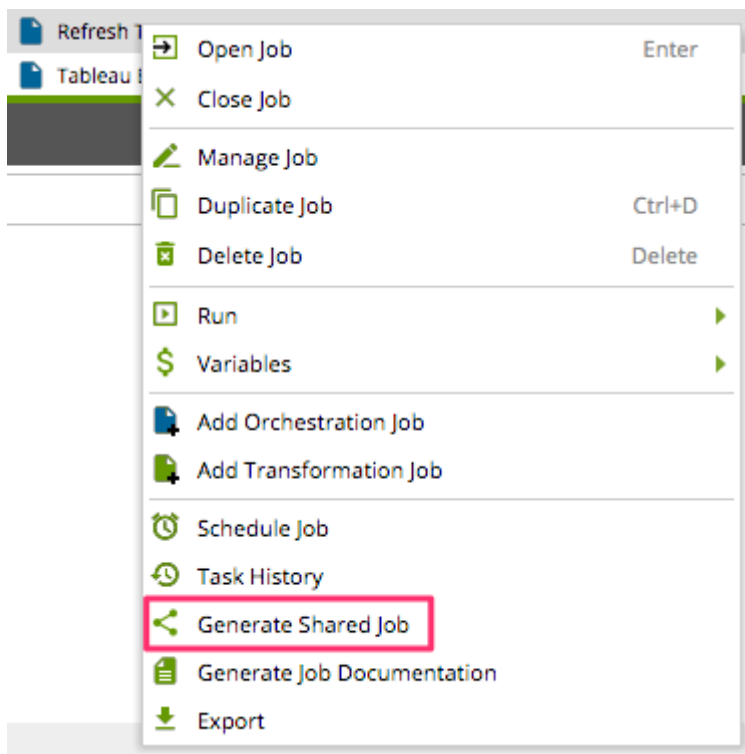 Refresh T
Tableau
Open Job Enter
Close Job
Manage Job
Duplicate Job Ctrl+D
Delete Job Delete
Run
Variables
Add Orchestration Job
Add Transformation Job
Schedule Job
Task History
Generate Shared Job
Generate Job Documentation
Export